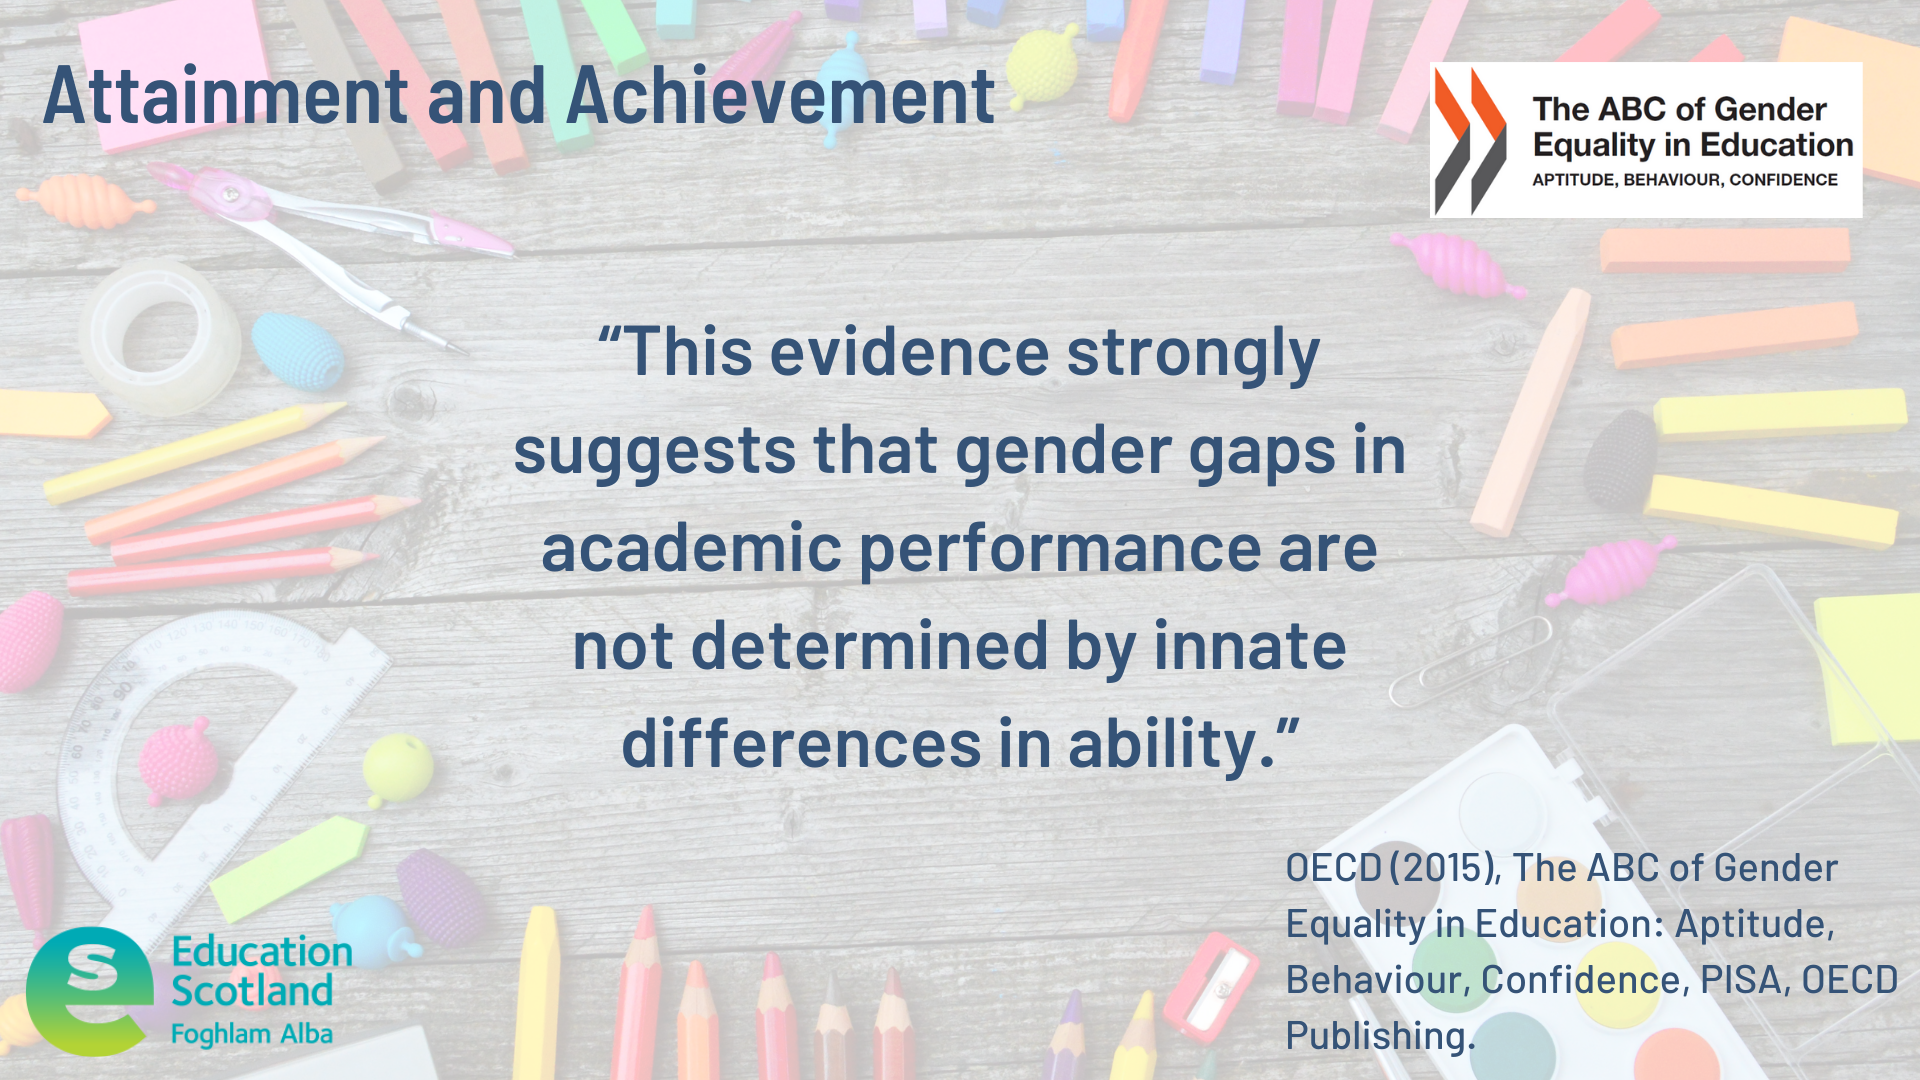 Attainment and Achievement
The ABC of Gender
Equality in Education
APTITUDE, BEHAVIOUR, CONFIDENCE
“This evidence strongly
suggests that gender gaps in
academic performance are
not determined by innate
differences in ability.”
OECD (2015), The ABC of Gender
Equality in Education: Aptitude,
Behaviour, Confidence, PISA, OECD
Publishing.
Education
Scotland
Foghlam Alba